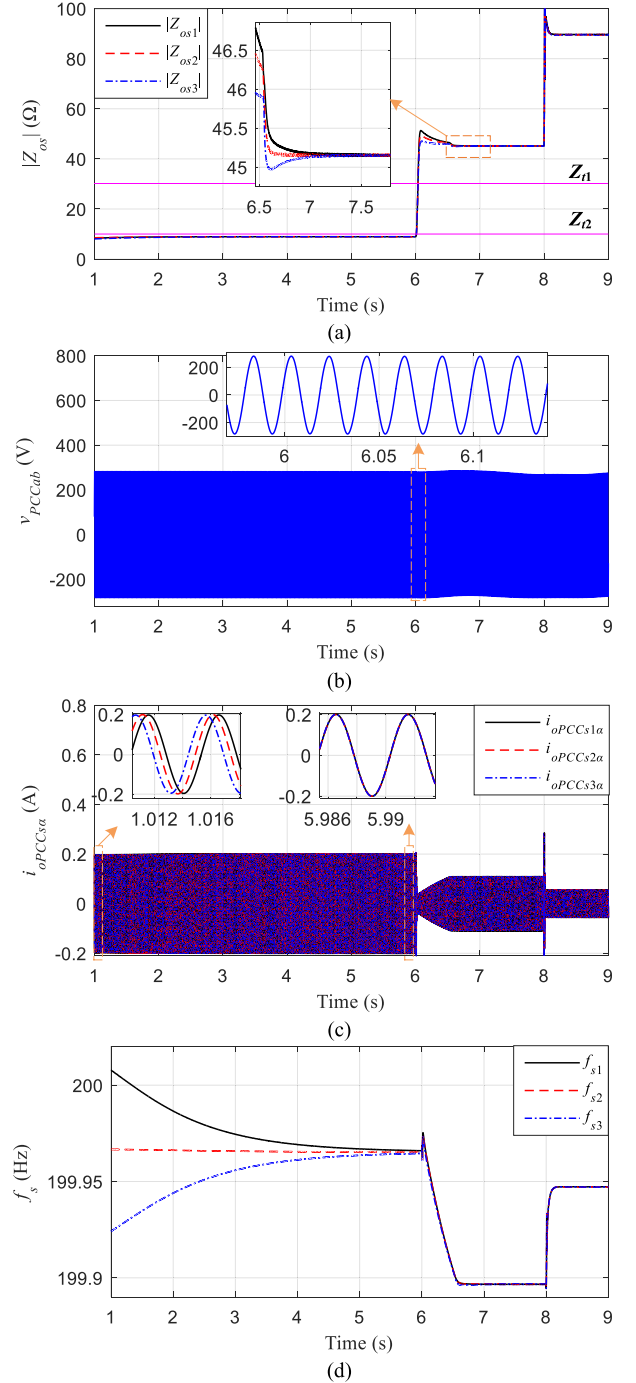 |Z_os1|
|Z_os2|
|Z_os3|
|Z_os| (Ω)
100
80
60
40
20
0
46.5
46
45.5
45
6.5 7 7.5
Z_t1
Z_t2
1 2 3 4 5 6 7 8 9
Time (s)
(a)
v_PCCab (V)
800
600
400
200
0
-200
200
0
-200
6 6.05 6.1
1 2 3 4 5 6 7 8 9
Time (s)
(b)
i_oPCCsα (A)
0.8
0.6
0.4
0.2
0
-0.2
0.2
0
-0.2
1.012 1.016
0.2
0
-0.2
5.986 5.99
i_oPCCs1α
i_oPCCs2α
i_oPCCs3α
1 2 3 4 5 6 7 8 9
Time (s)
(c)
f_s (Hz)
200
199.95
199.9
f_s1
f_s2
f_s3
1 2 3 4 5 6 7 8 9
Time (s)
(d)